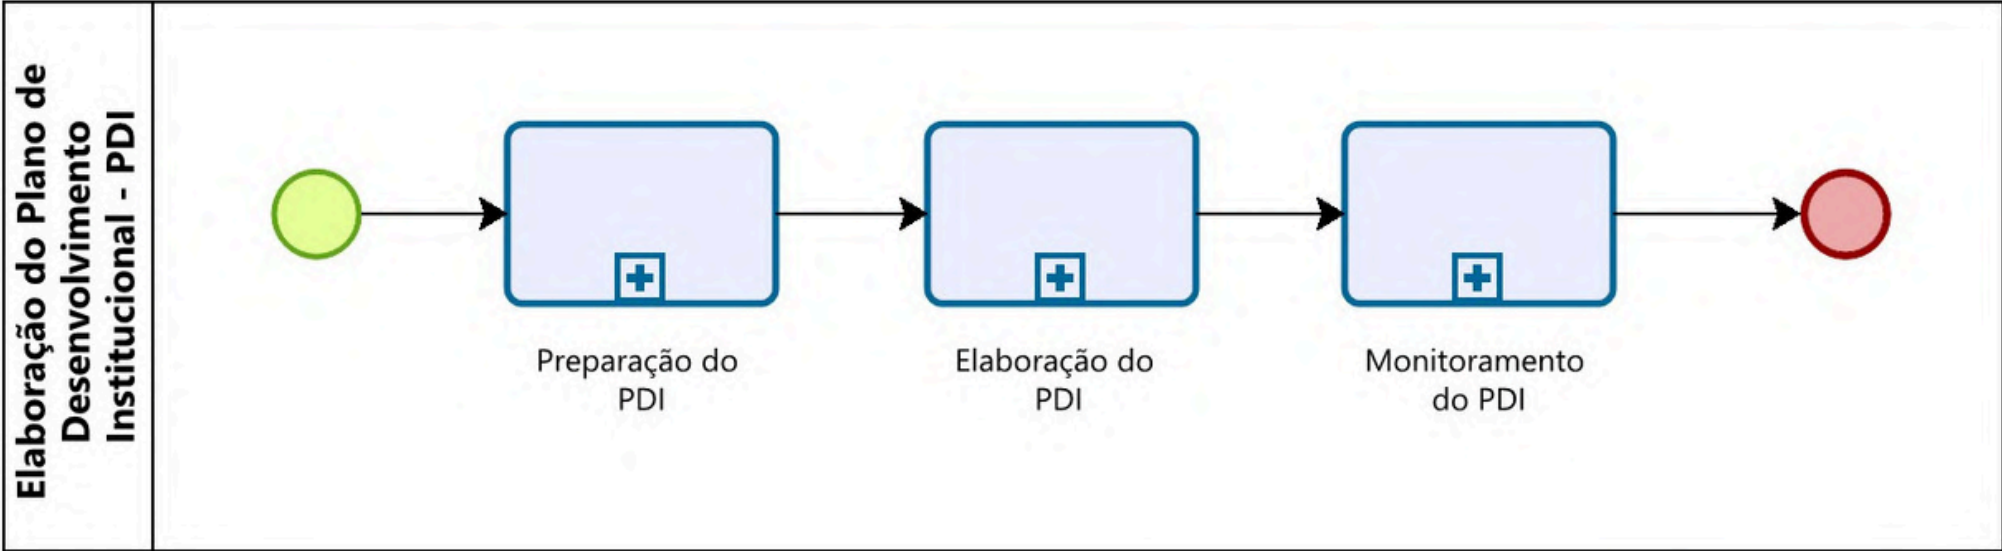 Elaboração do Plano de
Desenvolvimento
Institucional - PDI
Preparação do
PDI
Elaboração do
PDI
Monitoramento
do PDI